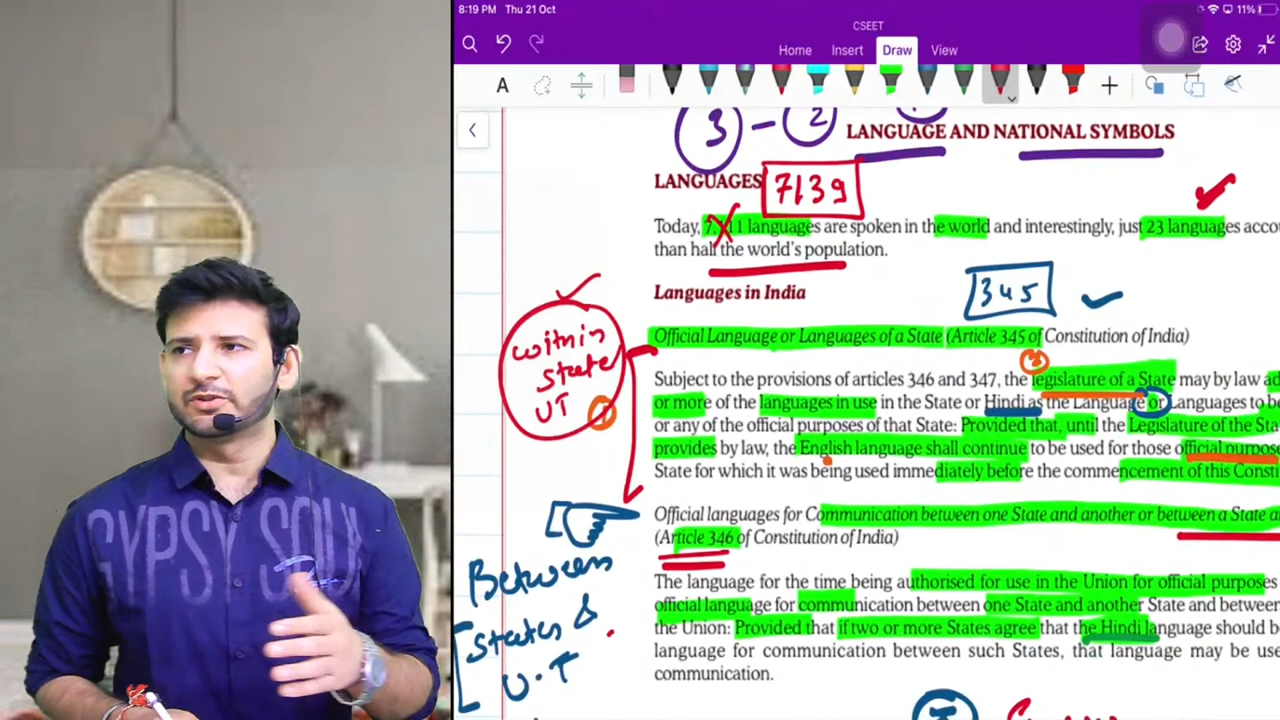 8:19 PM Thu 21 Oct
11%
CSEET
Home Insert Draw View
A
3 - 2
LANGUAGE AND NATIONAL SYMBOLS
LANGUAGES 7139
Today, 11 languages are spoken in the world and interestingly, just 23 languages acco
than half the world's population.
Languages in India
345
Official Language or Languages of a State (Article 345 of Constitution of India)
Subject to the provisions of articles 346 and 347, the legislature of a State may by law ad
or more of the languages in use in the State or Hindi as the Language or Languages to be
or any of the official purposes of that State: Provided that, until the Legislature of the Sta
provides by law, the English language shall continue to be used for those official purpose
State for which it was being used immediately before the commencement of this Consti
witnin
state
UT
Official languages for Communication between one State and another or between a State a
(Article 346 of Constitution of India)
The language for the time being authorised for use in the Union for official purposes
official language for communication between one State and another State and between
the Union: Provided that if two or more States agree that the Hindi language should be
language for communication between such States, that language may be use
communication.
Between
states &
U.T
GYPSY SOUL